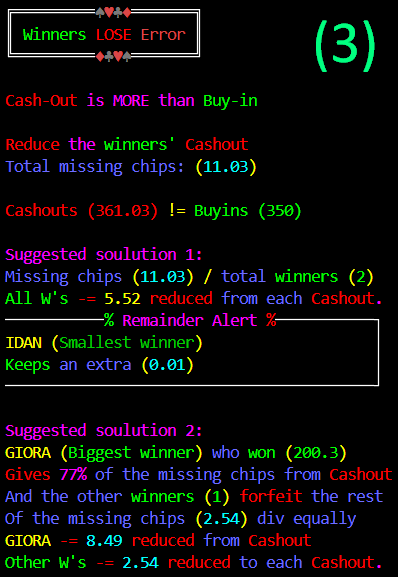 ♠♥♣♦
Winners LOSE Error
(3)
♦♣♥♠
Cash-Out is MORE than Buy-in
Reduce the winners' Cashout
Total missing chips: (11.03)
Cashouts (361.03) != Buyins (350)
Suggested soulution 1:
Missing chips (11.03) / total winners (2)
All W's -= 5.52 reduced from each Cashout.
% Remainder Alert %
IDAN (Smallest winner)
Keeps an extra (0.01)
Suggested soulution 2:
GIORA (Biggest winner) who won (200.3)
Gives 77% of the missing chips from Cashout
And the other winners (1) forfeit the rest
Of the missing chips (2.54) div equally
GIORA -= 8.49 reduced from Cashout
Other W's -= 2.54 reduced to each Cashout.